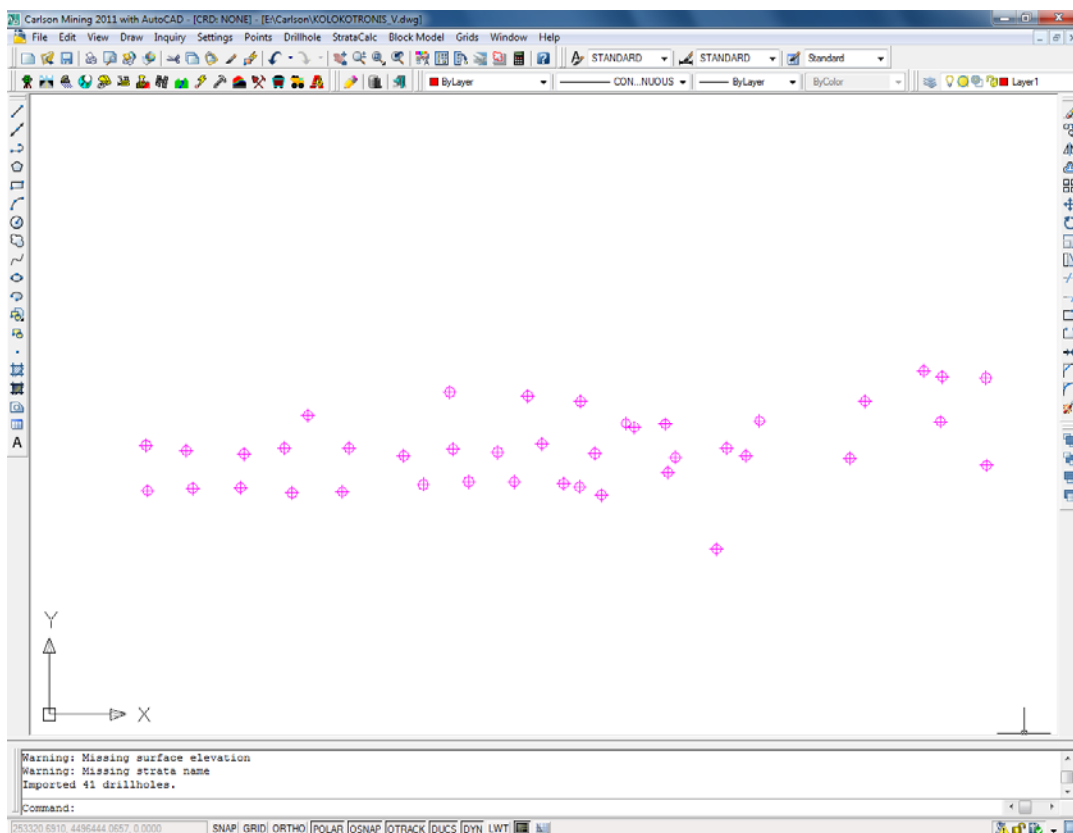 Carlson Mining 2011 with AutoCAD - [CRD: NONE] - [E:\Carlson\KOLOKOTRONIS_V.dwg]
File Edit View Draw Inquiry Settings Points Drillhole StrataCalc Block Model Grids Window Help
STANDARD STANDARD Standard
ByLayer CON...NUOUS ByLayer ByColor Layer1
A
Y
X
Warning: Missing surface elevation
Warning: Missing strata name
Imported 41 drillholes.
Command:
253320.6910, 4496444.0657, 0.0000 SNAP GRID ORTHO POLAR OSNAP OTRACK DUCS DYN LWT